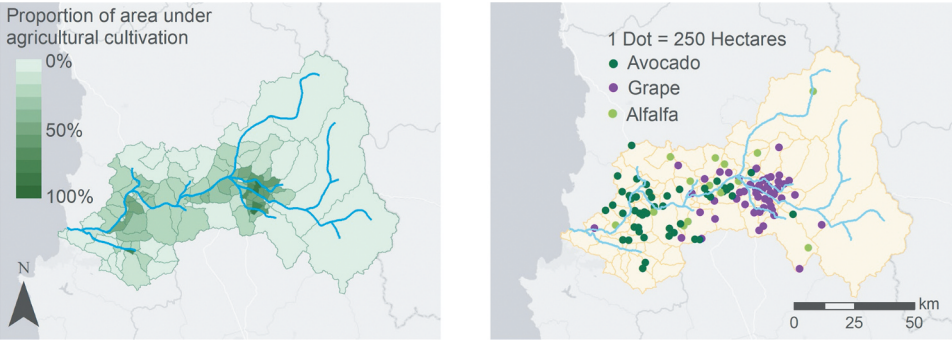 Proportion of area under
agricultural cultivation
0%
50%
100%
N
1 Dot = 250 Hectares
Avocado
Grape
Alfalfa
km
0 25 50